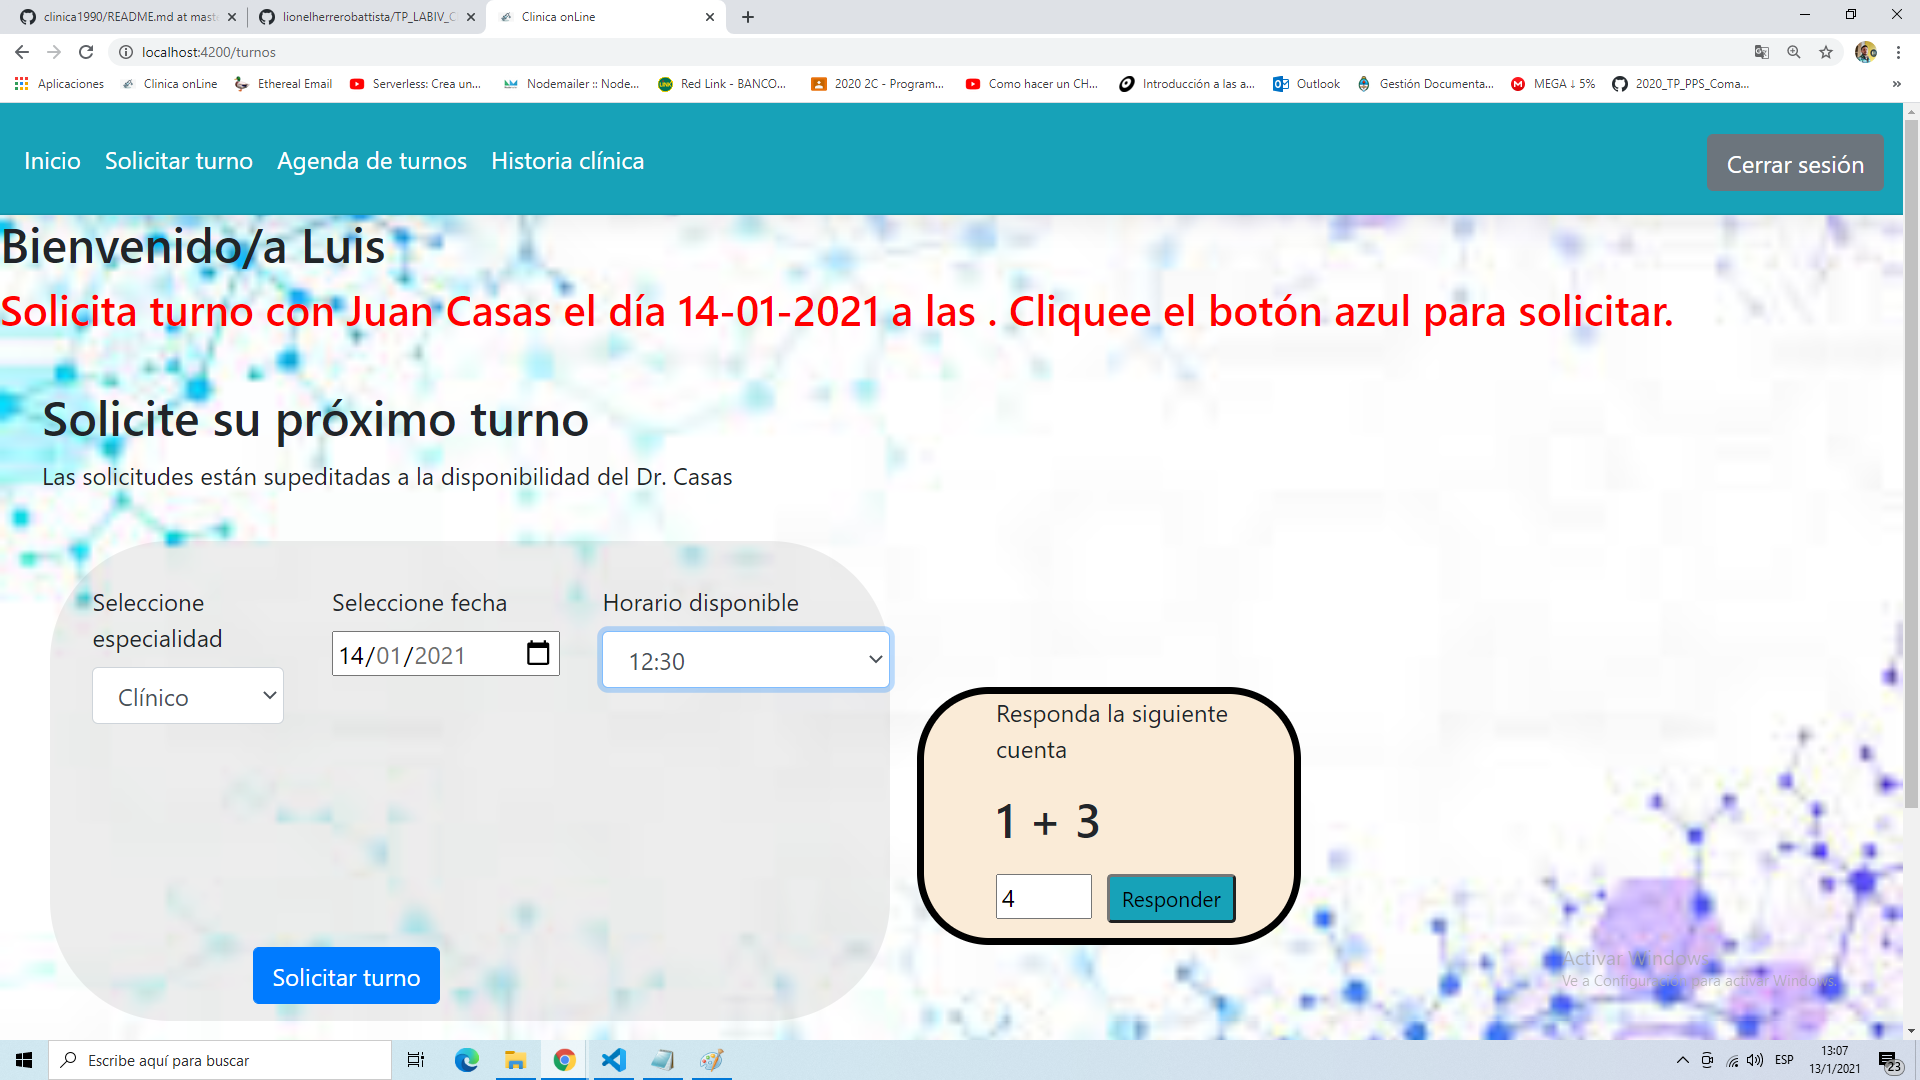 clinica1990/README.md at mast
lionelherrerobattista/TP_LABIV_C
Clinica onLine
localhost:4200/turnos
Aplicaciones
Clinica onLine
Ethereal Email
Serverless: Crea un...
Nodemailer :: Node...
Red Link - BANCO...
2020 2C - Program...
Como hacer un CH...
Introducción a las a...
Outlook
Gestión Documenta...
MEGA ↓ 5%
2020_TP_PPS_Coma...
»
Inicio
Solicitar turno
Agenda de turnos
Historia clínica
Cerrar sesión
Bienvenido/a Luis
Solicita turno con Juan Casas el día 14-01-2021 a las . Cliquee el botón azul para solicitar.
Solicite su próximo turno
Las solicitudes están supeditadas a la disponibilidad del Dr. Casas
Seleccione
especialidad
Clínico
Seleccione fecha
14/01/2021
Horario disponible
12:30
Responda la siguiente
cuenta
1 + 3
4
Responder
Solicitar turno
Activar Windows
Ve a Configuración para activar Windows.
Escribe aquí para buscar
ESP
13:07
13/1/2021
23